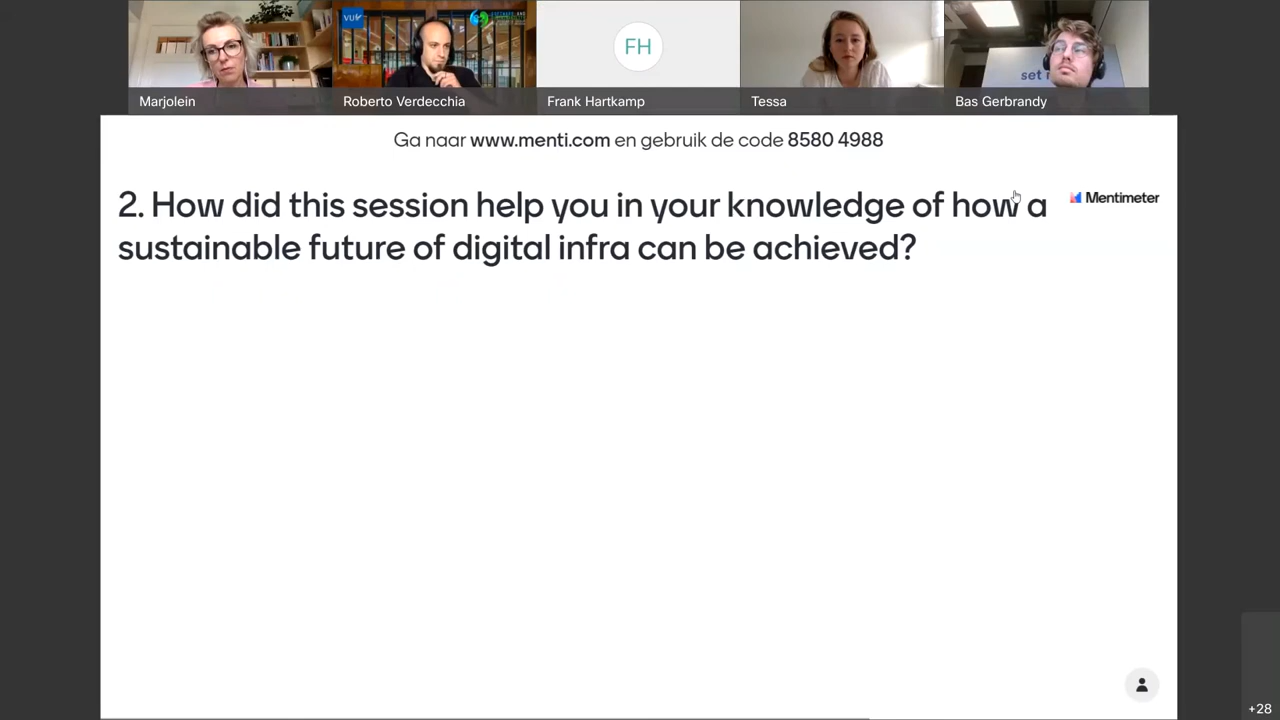 VU
Marjolein
Roberto Verdecchia
FH
Frank Hartkamp
Tessa
set
Bas Gerbrandy
Ga naar www.menti.com en gebruik de code 8580 4988
2. How did this session help you in your knowledge of how a
sustainable future of digital infra can be achieved?
Mentimeter
+28